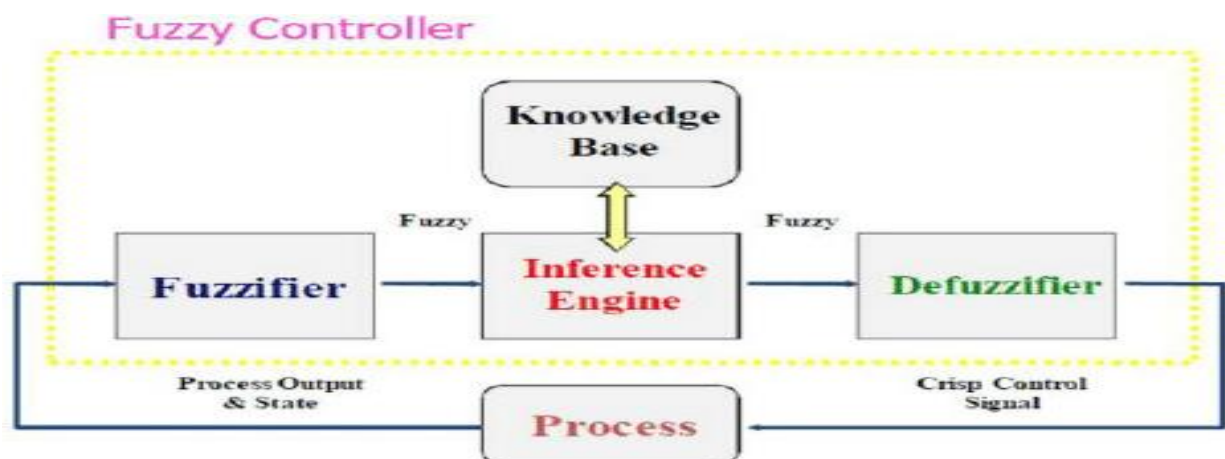 Fuzzy Controller
Knowledge
Base
Fuzzy
Fuzzy
Fuzzifier
Inference
Engine
Defuzzifier
Process Output
& State
Crisp Control
Signal
Process